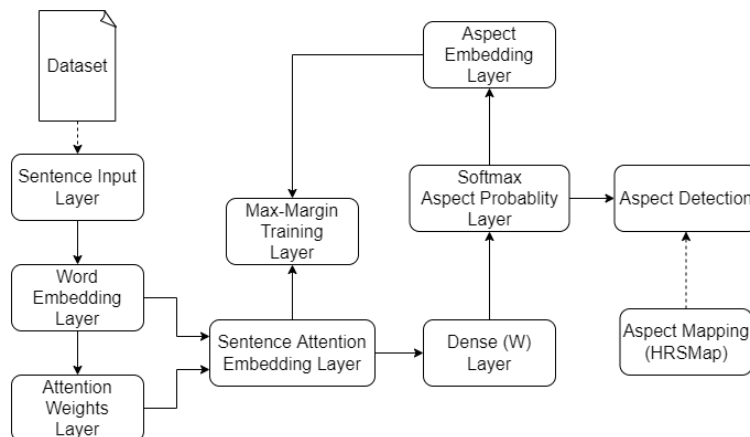 Dataset
Sentence Input
Layer
Word
Embedding
Layer
Attention
Weights
Layer
Max-Margin
Training
Layer
Sentence Attention
Embedding Layer
Aspect
Embedding
Layer
Softmax
Aspect Probablity
Layer
Dense (W)
Layer
Aspect Detection
Aspect Mapping
(HRSMap)